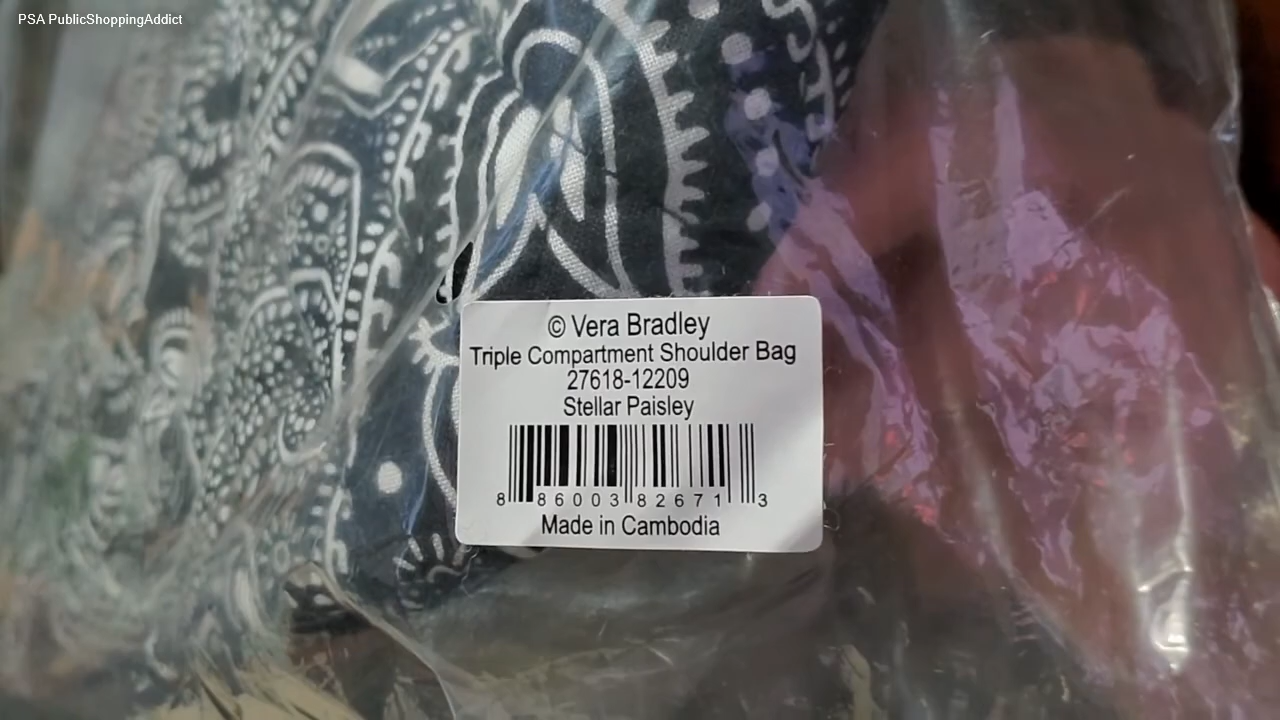 PSA PublicShoppingAddict
© Vera Bradley
Triple Compartment Shoulder Bag
27618-12209
Stellar Paisley
8 86003 82671 3
Made in Cambodia